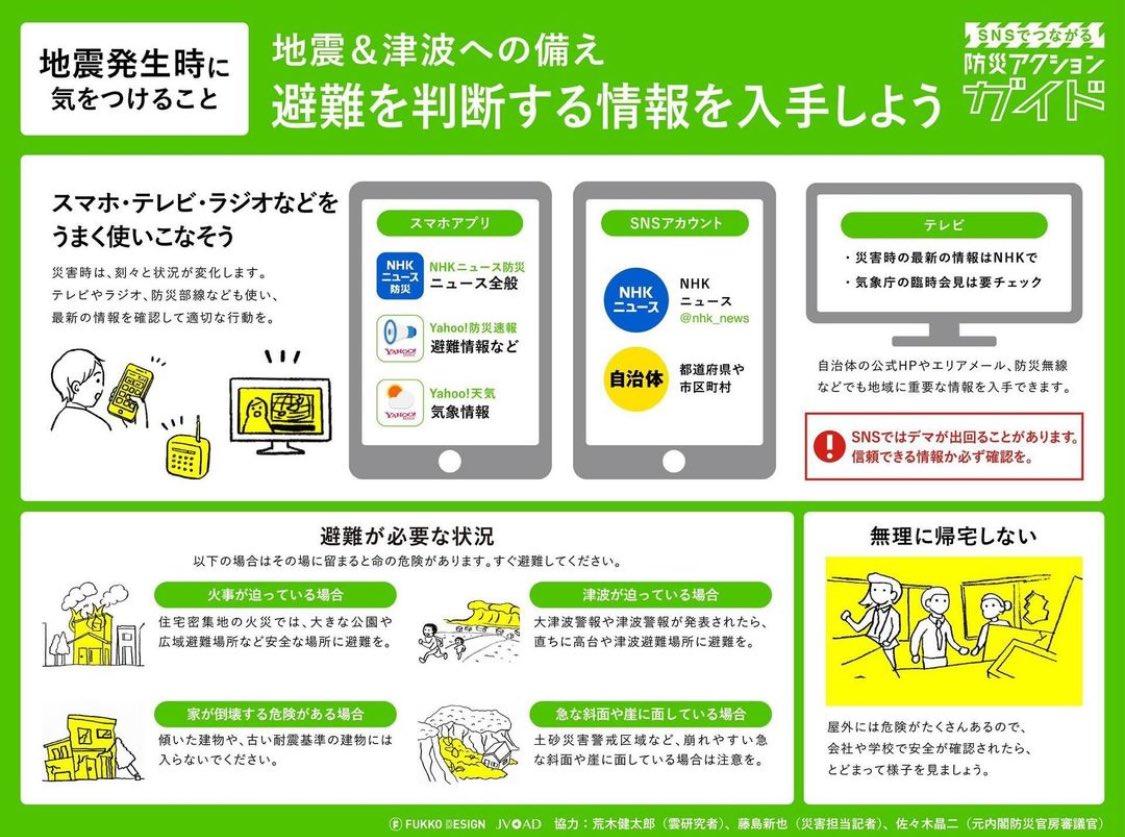 地震発生時に
気をつけること
地震＆津波への備え
避難を判断する情報を入手しよう
SNSでつながる
防災アクション
ガイド
スマホ・テレビ・ラジオなどを
うまく使いこなそう
災害時は、刻々と状況が変化します。
テレビやラジオ、防災部線なども使い、
最新の情報を確認して適切な行動を。
スマホアプリ
NHK
ニュース
防災
NHKニュース防災
ニュース全般
YAHOO!
Yahoo!防災速報
避難情報など
YAHOO!
Yahoo!天気
気象情報
SNSアカウント
NHK
ニュース
NHK
ニュース
@nhk_news
自治体
都道府県や
市区町村
テレビ
・災害時の最新の情報はNHKで
・気象庁の臨時会見は要チェック
自治体の公式HPやエリアメール、防災無線
などでも地域に重要な情報を入手できます。
SNSではデマが出回ることがあります。
信頼できる情報か必ず確認を。
避難が必要な状況
以下の場合はその場に留まると命の危険があります。すぐ避難してください。
火事が迫っている場合
住宅密集地の火災では、大きな公園や
広域避難場所など安全な場所に避難を。
津波が迫っている場合
大津波警報や津波警報が発表されたら、
直ちに高台や津波避難場所に避難を。
家が倒壊する危険がある場合
傾いた建物や、古い耐震基準の建物には
入らないでください。
急な斜面や崖に面している場合
土砂災害警戒区域など、崩れやすい急
な斜面や崖に面している場合は注意を。
無理に帰宅しない
屋外には危険がたくさんあるので、
会社や学校で安全が確認されたら、
とどまって様子を見ましょう。
FUKKO DESIGN JVOAD 協力：荒木健太郎（雲研究者）、藤島新也（災害担当記者）、佐々木晶二（元内閣防災官房審議官）